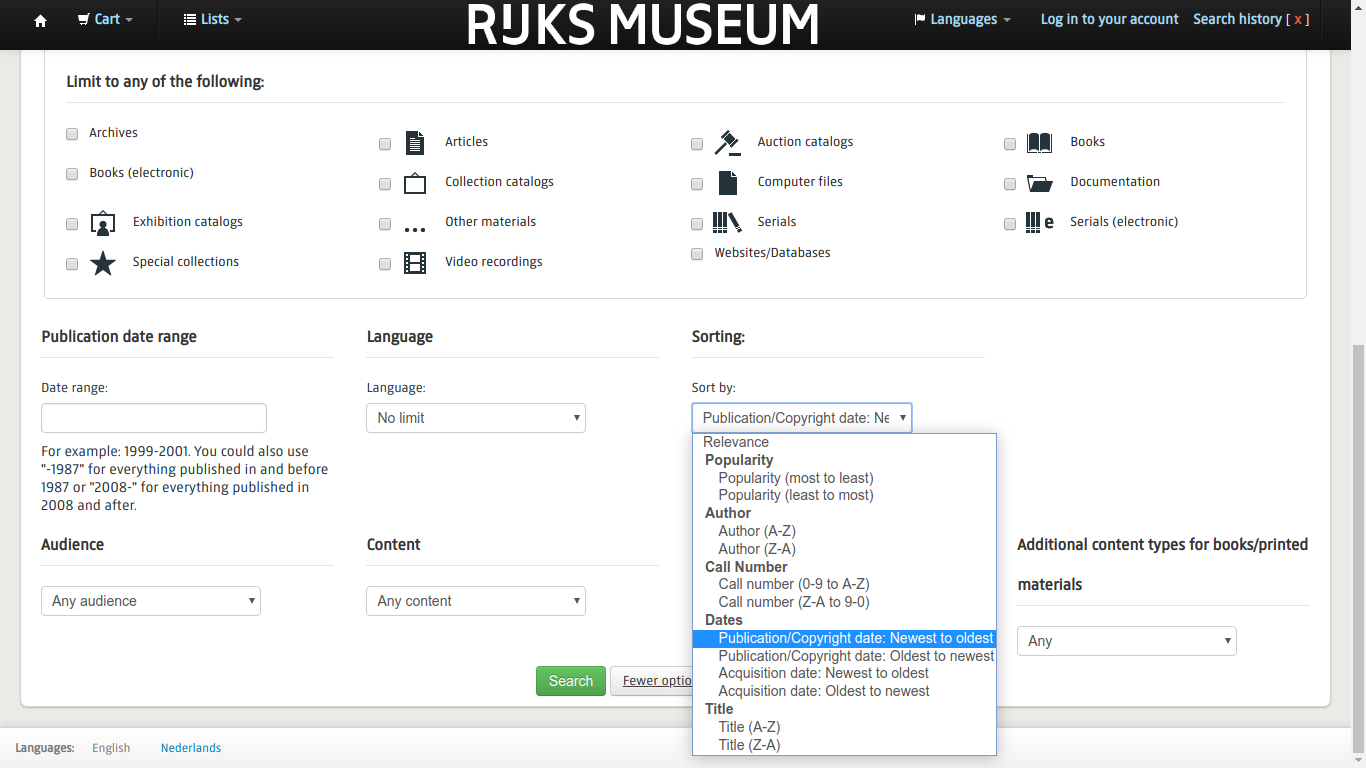 Cart
Lists
RIJKS MUSEUM
Languages
Log in to your account
Search history [ x ]
Limit to any of the following:
Archives
Articles
Auction catalogs
Books
Books (electronic)
Collection catalogs
Computer files
Documentation
Exhibition catalogs
Other materials
Serials
e
Serials (electronic)
Special collections
Video recordings
Websites/Databases
Publication date range
Language
Sorting:
Date range:
Language:
Sort by:
No limit
Publication/Copyright date: Ne
For example: 1999-2001. You could also use
"-1987" for everything published in and before
1987 or "2008-" for everything published in
2008 and after.
Relevance
Popularity
Popularity (most to least)
Popularity (least to most)
Author
Author (A-Z)
Author (Z-A)
Call Number
Call number (0-9 to A-Z)
Call number (Z-A to 9-0)
Dates
Publication/Copyright date: Newest to oldest
Publication/Copyright date: Oldest to newest
Acquisition date: Newest to oldest
Acquisition date: Oldest to newest
Title
Title (A-Z)
Title (Z-A)
Audience
Content
Additional content types for books/printed
materials
Any audience
Any content
Any
Search
Fewer optio
Languages:
English
Nederlands